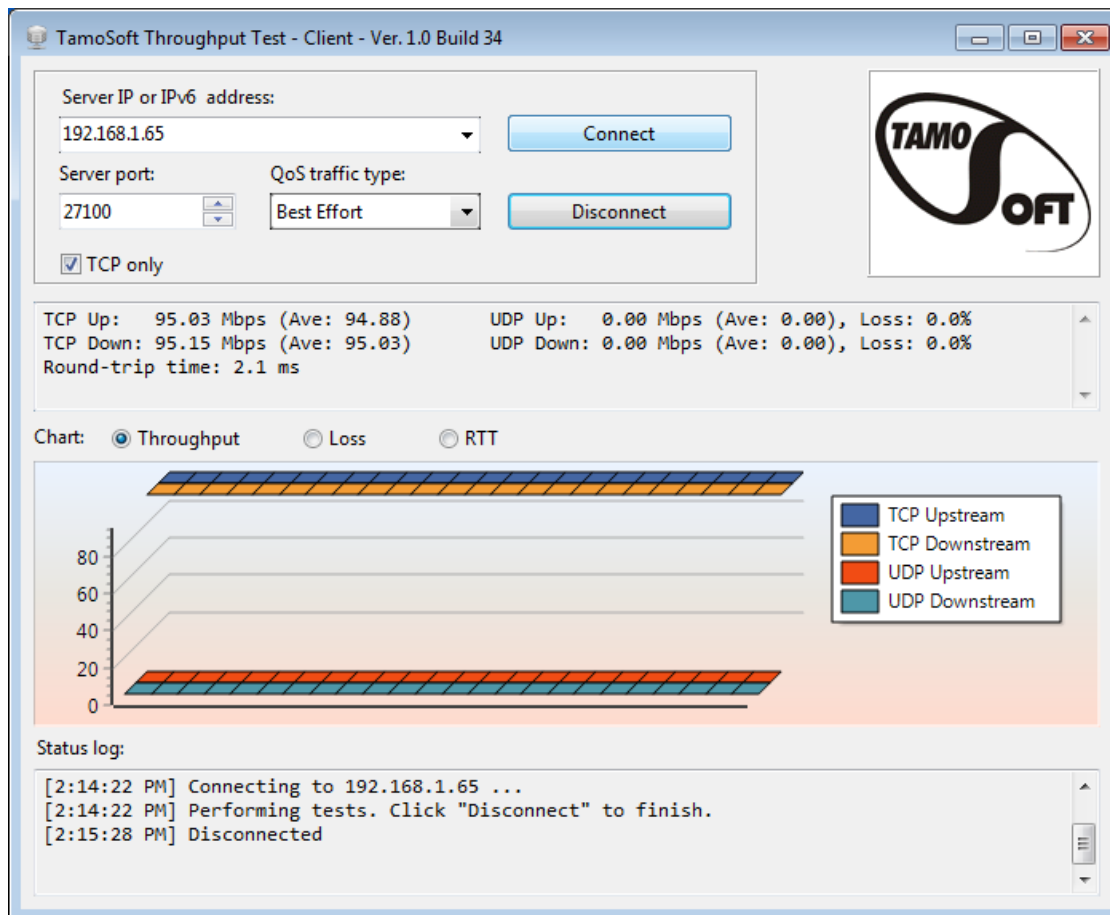 TamoSoft Throughput Test - Client - Ver. 1.0 Build 34
Server IP or IPv6 address:
192.168.1.65
Connect
Server port:
QoS traffic type:
27100
Best Effort
Disconnect
TCP only
TAMO
SOFT
TCP Up: 95.03 Mbps (Ave: 94.88) UDP Up: 0.00 Mbps (Ave: 0.00), Loss: 0.0%
TCP Down: 95.15 Mbps (Ave: 95.03) UDP Down: 0.00 Mbps (Ave: 0.00), Loss: 0.0%
Round-trip time: 2.1 ms
Chart: Throughput Loss RTT
80
60
40
20
0
TCP Upstream
TCP Downstream
UDP Upstream
UDP Downstream
Status log:
[2:14:22 PM] Connecting to 192.168.1.65 ...
[2:14:22 PM] Performing tests. Click "Disconnect" to finish.
[2:15:28 PM] Disconnected